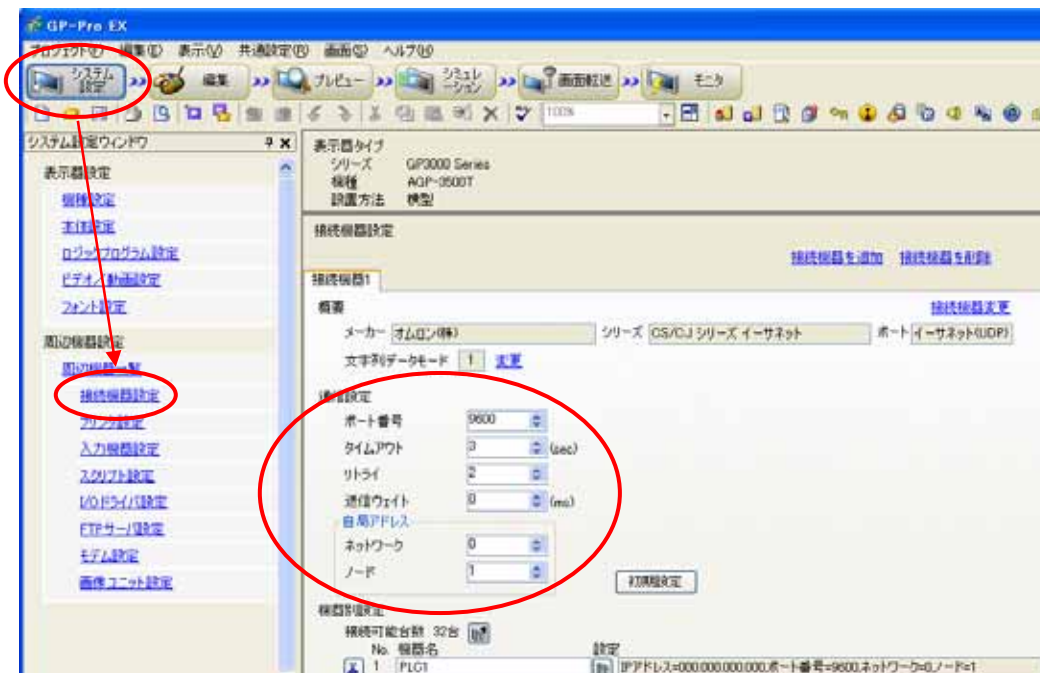 GP-Pro EX
プロジェクト(F) 編集(E) 表示(V) 共通設定(R) 画面(S) ヘルプ(H)
システム設定 編集 プレビュー シミュレーション 画面転送 モニタ
100%
システム設定ウィンドウ
表示器設定
機種設定
本体設定
ロジックプログラム設定
ビデオ/動画設定
フォント設定
周辺機器設定
周辺機器一覧
接続機器設定
プリンタ設定
入力機器設定
スクリプト設定
I/Oドライバ設定
FTPサーバ設定
モデム設定
画像ユニット設定
表示器タイプ
シリーズ GP3000 Series
機種 AGP-3500T
設置方法 横型
接続機器設定
接続機器を追加 接続機器を削除
接続機器1
概要 接続機器変更
メーカー オムロン(株) シリーズ CS/CJ シリーズ イーサネット ポート イーサネット(UDP)
文字列データモード 1 変更
通信設定
ポート番号 9600
タイムアウト 3 (sec)
リトライ 2
送信ウェイト 0 (ms)
自局アドレス
ネットワーク 0
ノード 1
初期設定
機器別設定
接続可能台数 32台
No. 機器名 設定
1 PLC1 IPアドレス=000.000.000.000,ポート番号=9600,ネットワーク=0,ノード=1